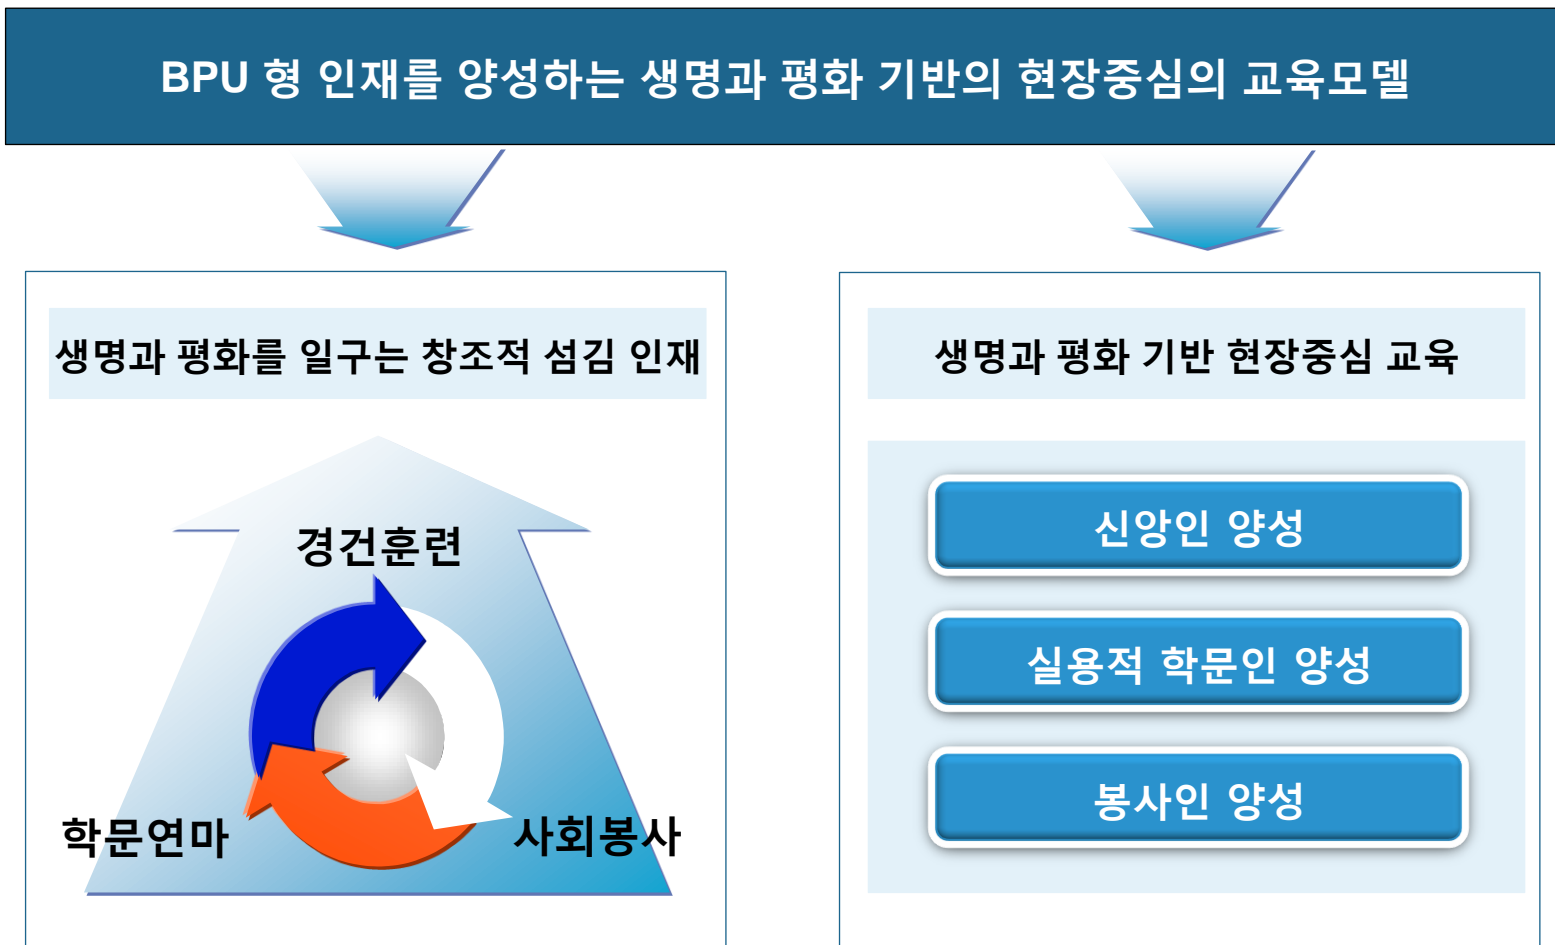 BPU 형 인재를 양성하는 생명과 평화 기반의 현장중심의 교육모델
생명과 평화를 일구는 창조적 섬김 인재
경건훈련
학문연마
사회봉사
생명과 평화 기반 현장중심 교육
신앙인 양성
실용적 학문인 양성
봉사인 양성